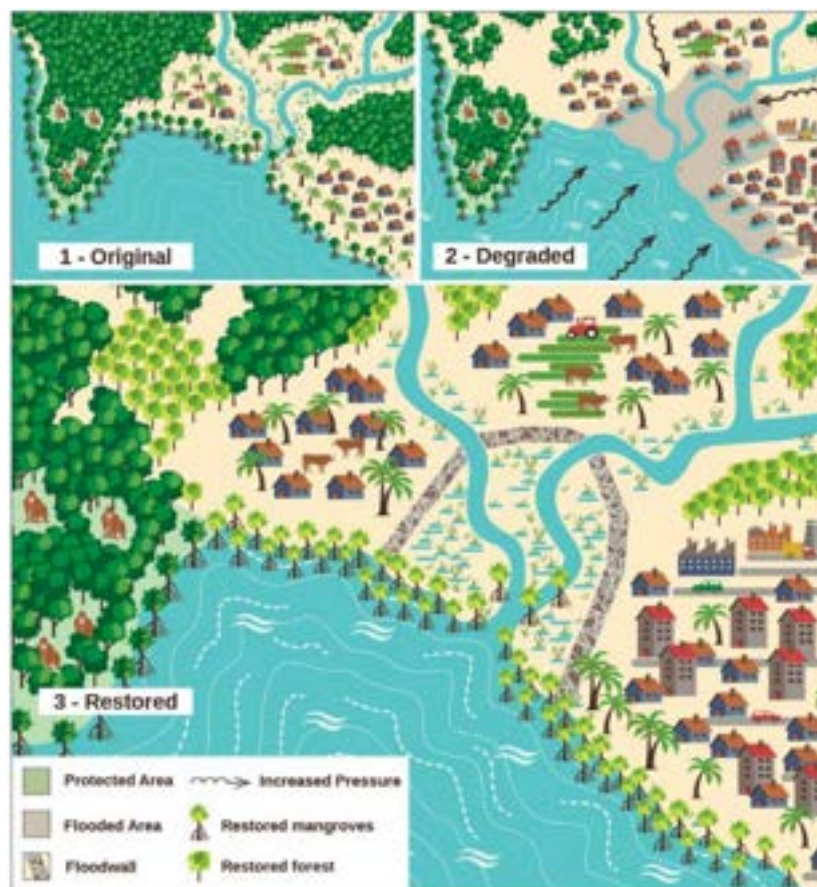 1 - Original
2 - Degraded
3 - Restored
Protected Area
Increased Pressure
Flooded Area
Restored mangroves
Floodwall
Restored forest